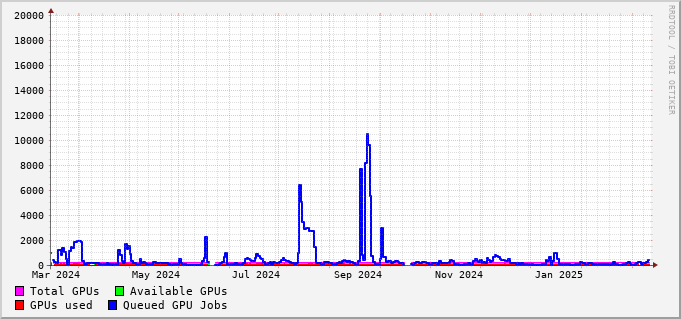 20000
18000
16000
14000
12000
10000
8000
6000
4000
2000
0
Mar 2024 May 2024 Jul 2024 Sep 2024 Nov 2024 Jan 2025
Total GPUs Available GPUs
GPUs used Queued GPU Jobs
RRDTOOL / TOBI OETIKER